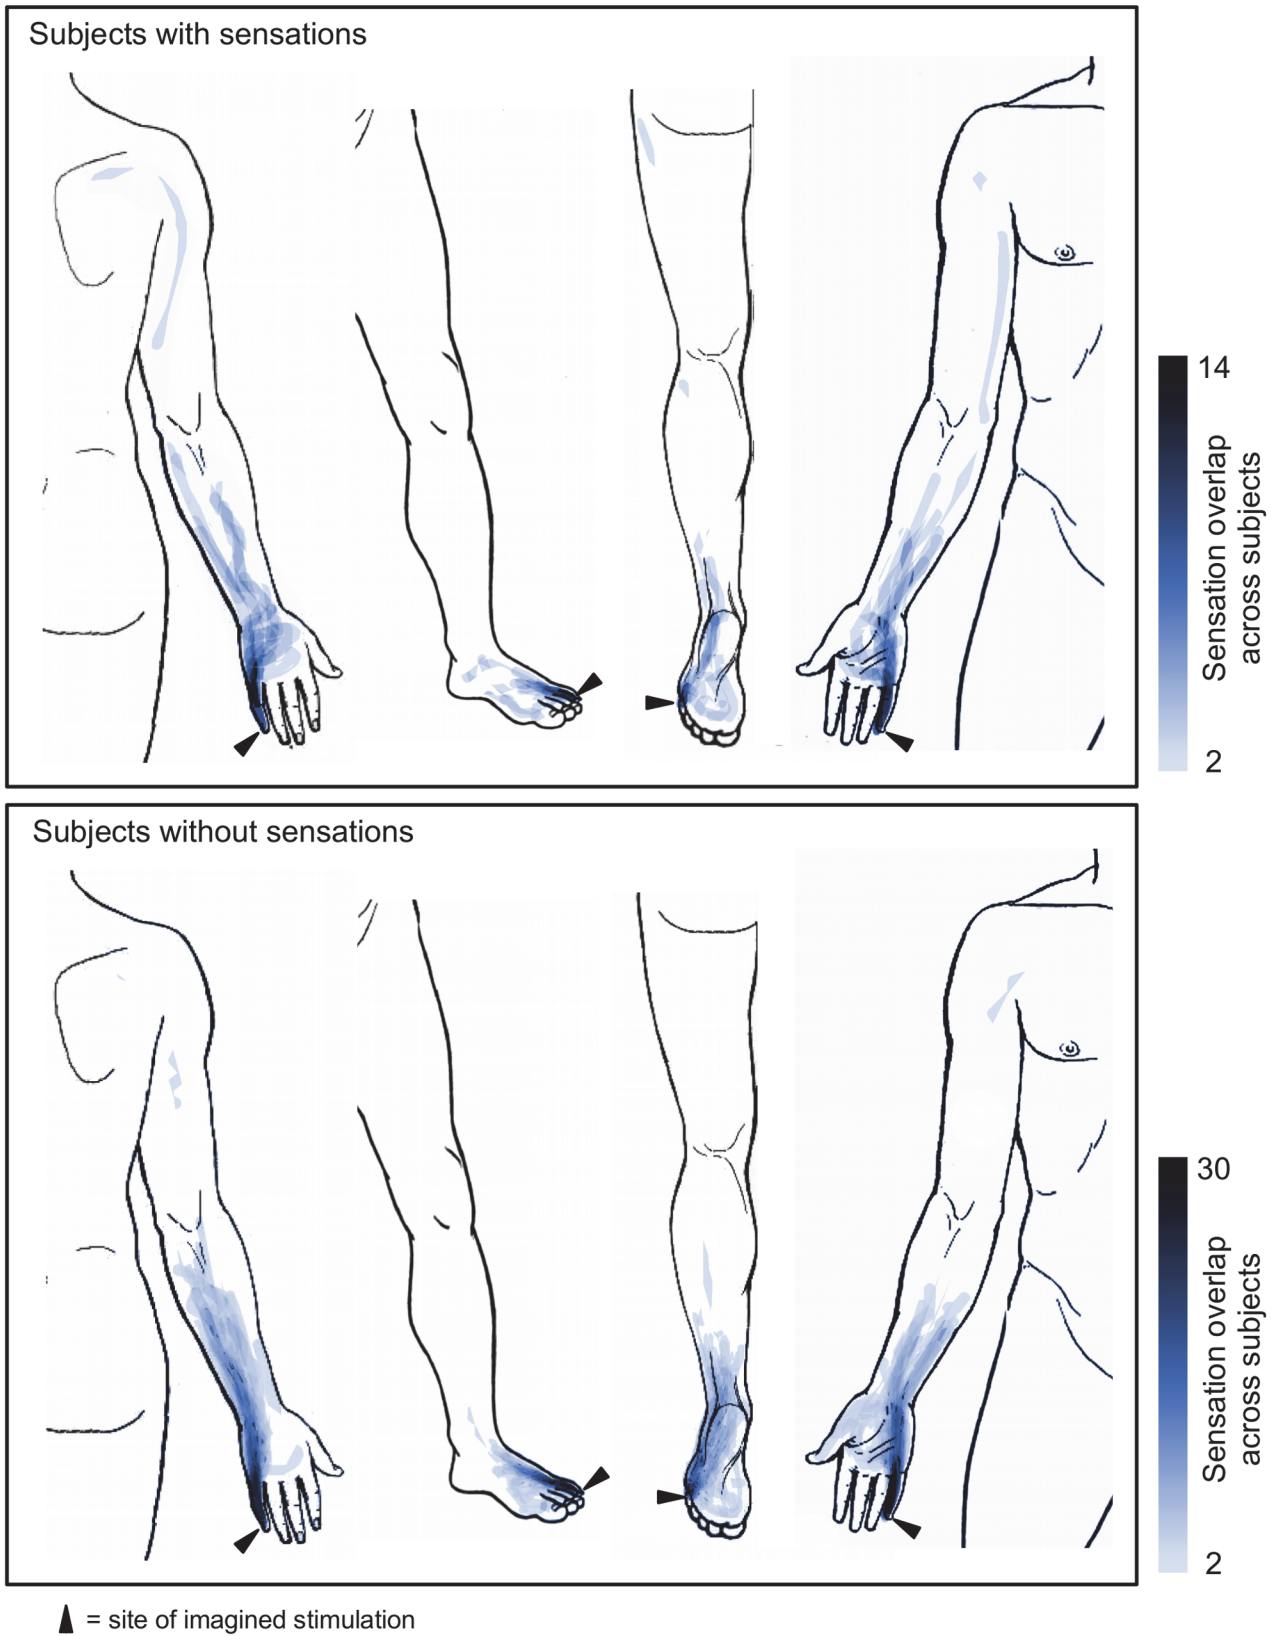 Subjects with sensations
14
Sensation overlap
across subjects
2
Subjects without sensations
30
Sensation overlap
across subjects
2
= site of imagined stimulation